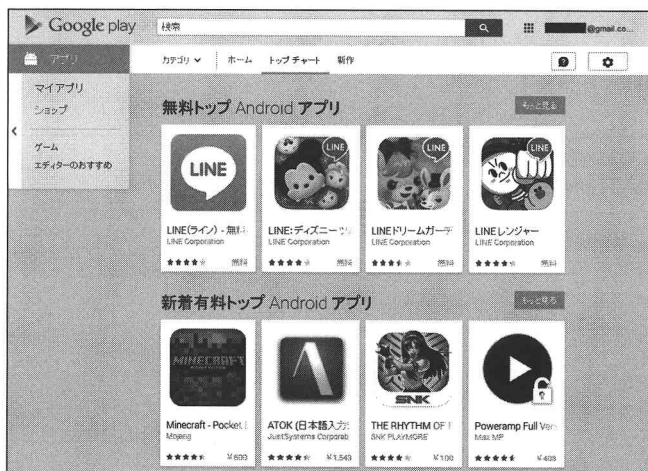 Google play
検索
@gmail.co...
アプリ
カテゴリ ホーム トップチャート 新作
マイアプリ
ショップ
ゲーム
エディターのおすすめ
無料トップ Android アプリ
もっと見る
LINE
LINE
LINE
LINE
LINE(ライン) - 無料
LINE: ディズニー ツ
LINEドリームガーデ
LINEレンジャー
LINE Corporation
LINE Corporation
LINE Corporation
LINE Corporation
無料
無料
無料
無料
新着有料トップ Android アプリ
もっと見る
MINECRAFT
SNK
Minecraft - Pocket
ATOK (日本語入力
THE RHYTHM OF
Poweramp Full Ver
Mojang
JustSystems Corporati
SNK PLAYMORE
Max MP
¥1,543
¥100